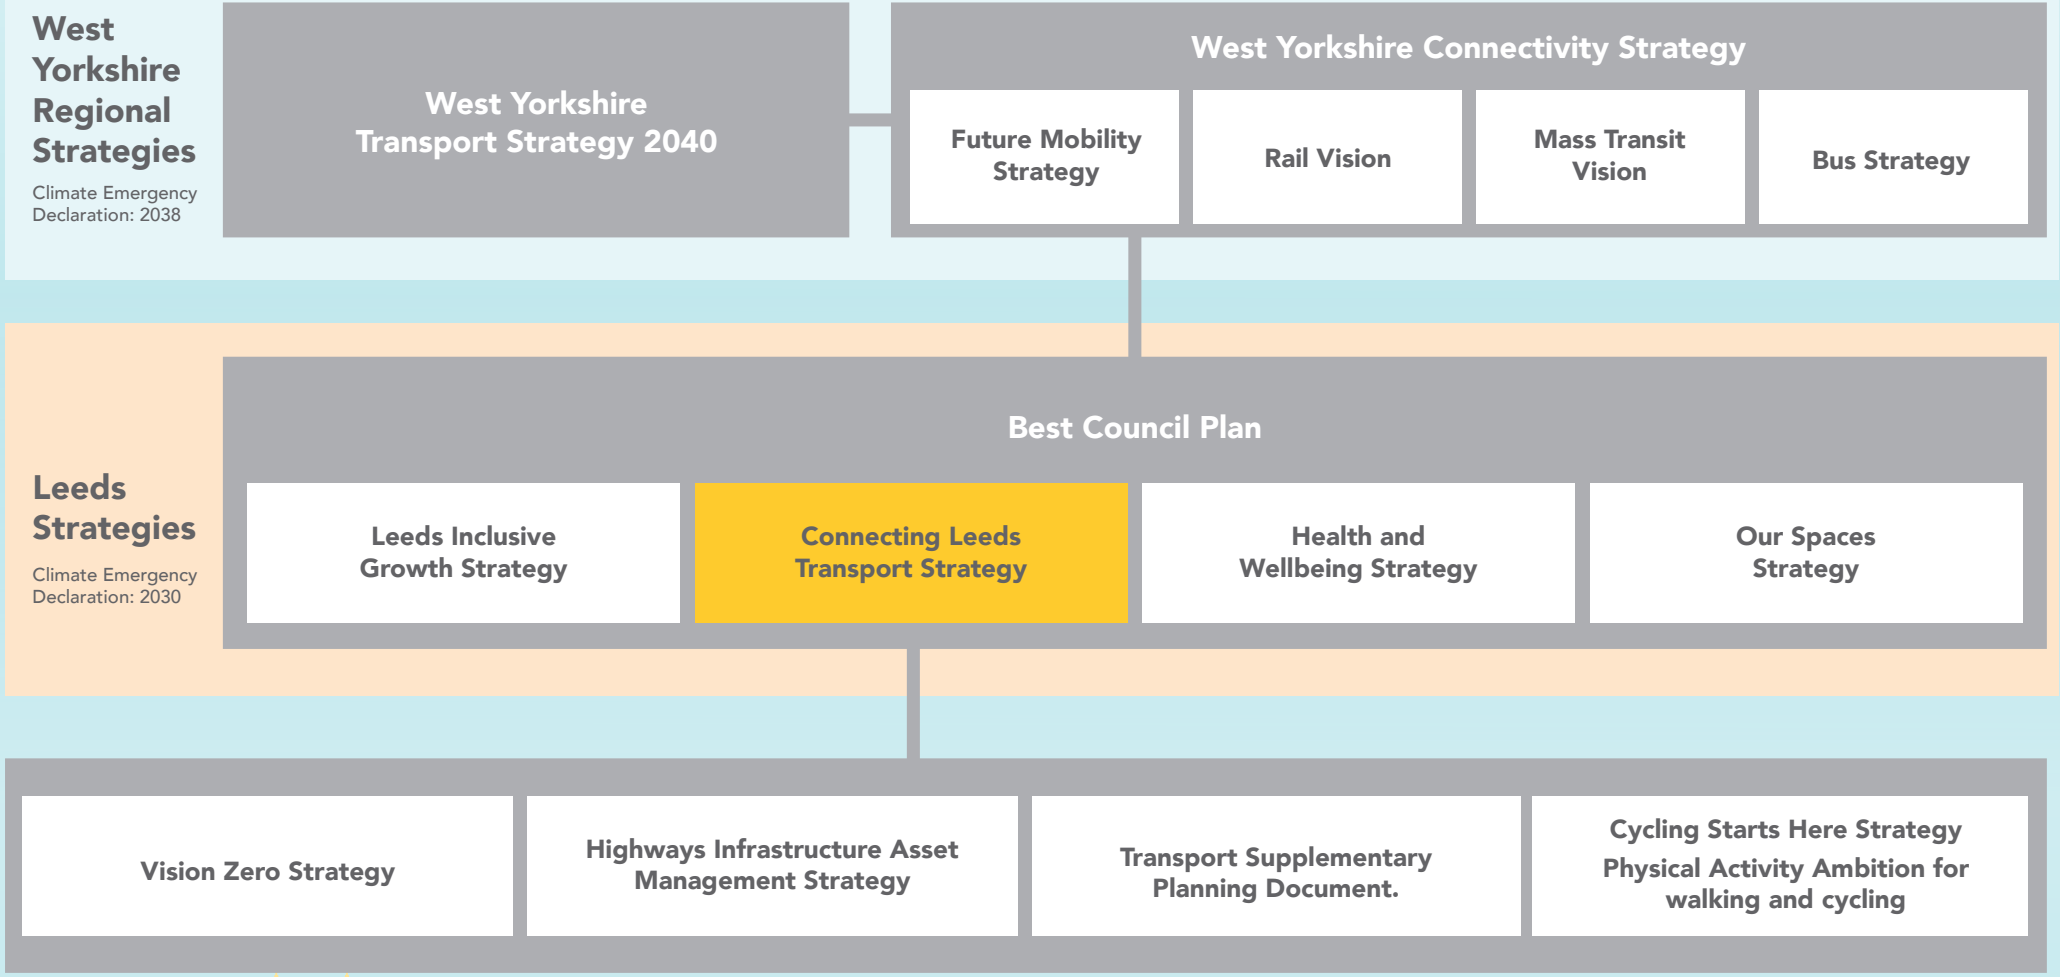 West
Yorkshire
Regional
Strategies
Climate Emergency
Declaration: 2038
West Yorkshire
Transport Strategy 2040
West Yorkshire Connectivity Strategy
Future Mobility
Strategy
Rail Vision
Mass Transit
Vision
Bus Strategy
Leeds
Strategies
Climate Emergency
Declaration: 2030
Best Council Plan
Leeds Inclusive
Growth Strategy
Connecting Leeds
Transport Strategy
Health and
Wellbeing Strategy
Our Spaces
Strategy
Vision Zero Strategy
Highways Infrastructure Asset
Management Strategy
Transport Supplementary
Planning Document.
Cycling Starts Here Strategy
Physical Activity Ambition for
walking and cycling